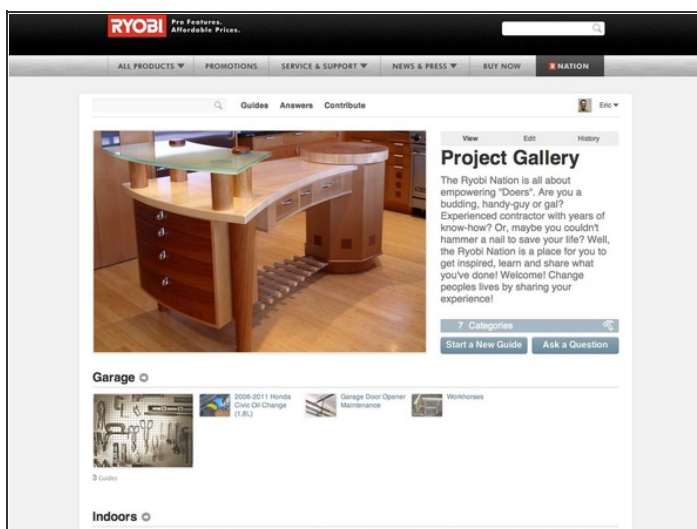 RYOBI Pro Features.
Affordable Prices.
ALL PRODUCTS PROMOTIONS SERVICE & SUPPORT NEWS & PRESS BUY NOW R NATION
Guides Answers Contribute Eric
View Edit History
Project Gallery
The Ryobi Nation is all about
empowering "Doers". Are you a
budding, handy-guy or gal?
Experienced contractor with years of
know-how? Or, maybe you couldn't
hammer a nail to save your life? Well,
the Ryobi Nation is a place for you to
get inspired, learn and share what
you've done! Welcome! Change
peoples lives by sharing your
experience!
7 Categories
Start a New Guide Ask a Question
Garage
2006-2011 Honda
Civic Oil Change
(1.8L)
Garage Door Opener
Maintenance
Workhorses
3 Guides
Indoors